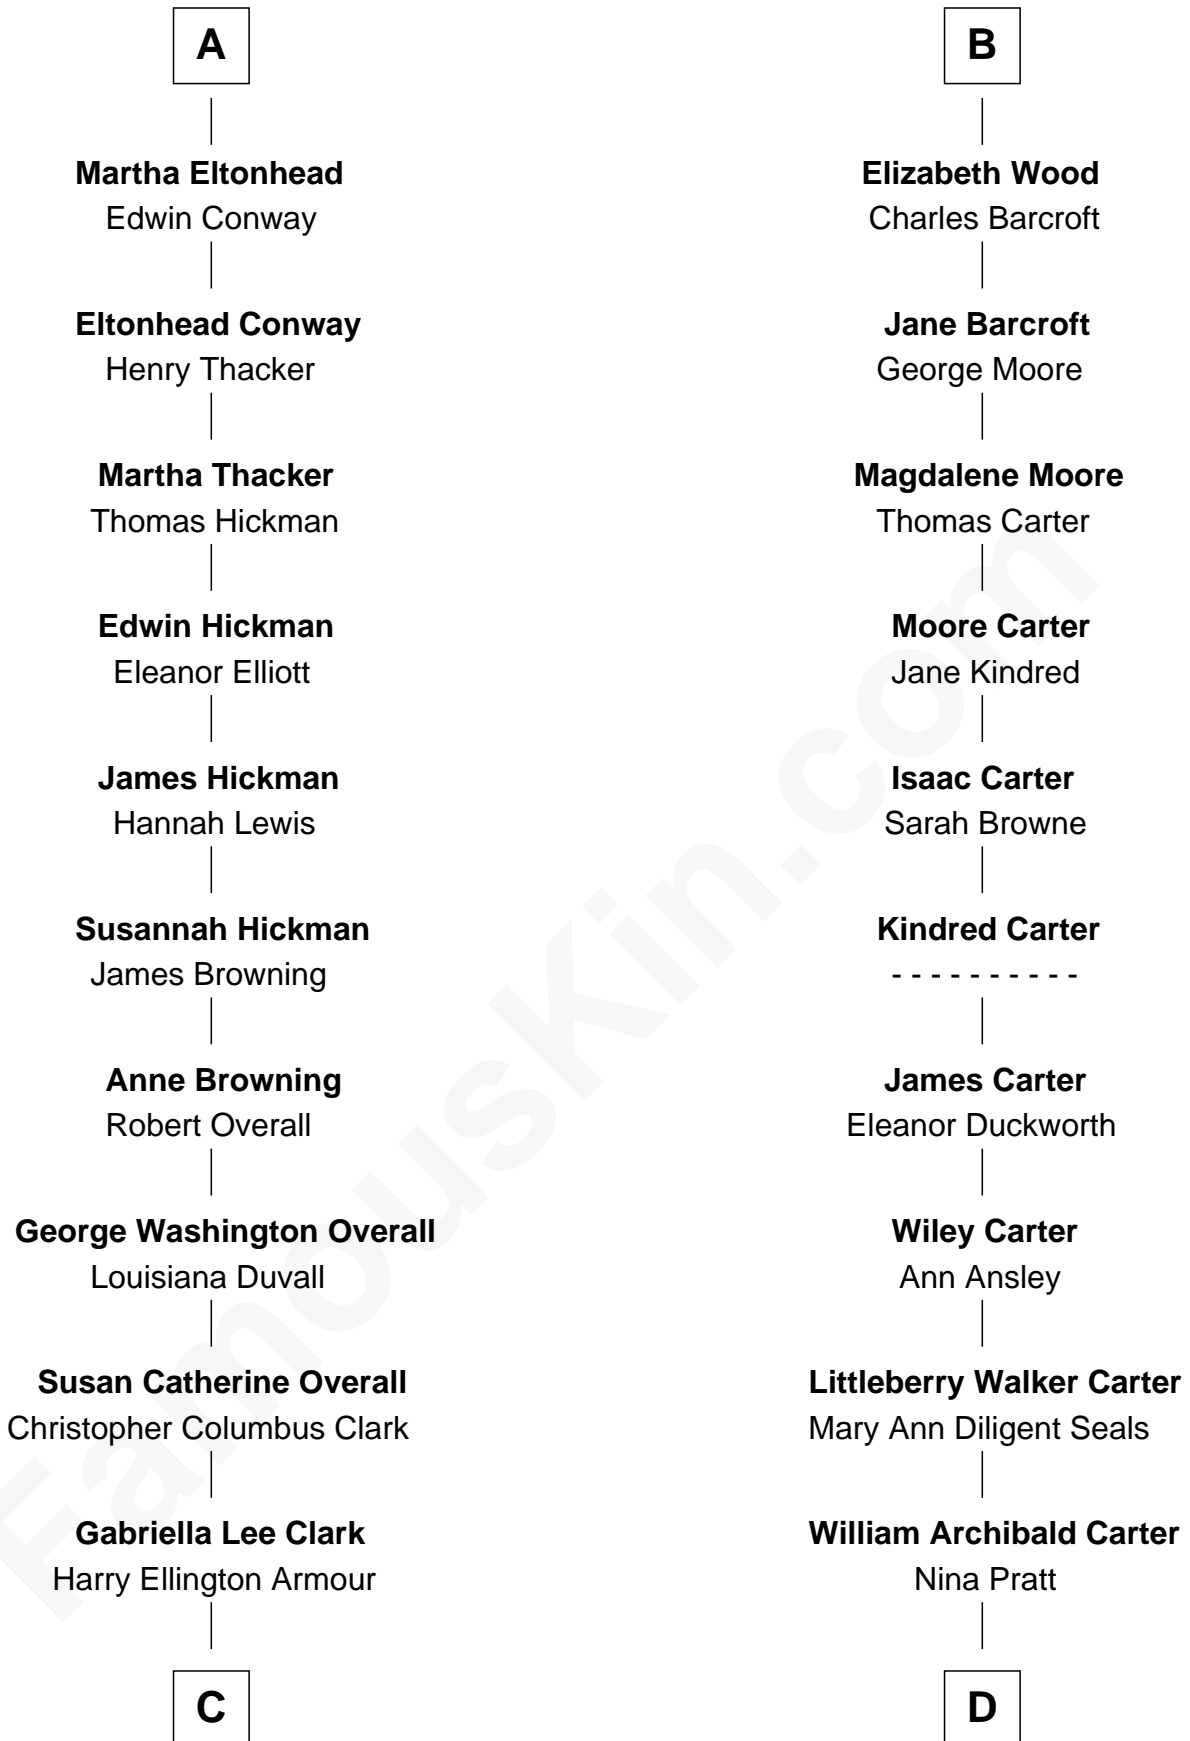 A
Martha Eltonhead
Edwin Conway
Eltonhead Conway
Henry Thacker
Martha Thacker
Thomas Hickman
Edwin Hickman
Eleanor Elliott
James Hickman
Hannah Lewis
Susannah Hickman
James Browning
Anne Browning
Robert Overall
George Washington Overall
Louisiana Duvall
Susan Catherine Overall
Christopher Columbus Clark
Gabriella Lee Clark
Harry Ellington Armour
C
B
Elizabeth Wood
Charles Barcroft
Jane Barcroft
George Moore
Magdalene Moore
Thomas Carter
Moore Carter
Jane Kindred
Isaac Carter
Sarah Browne
Kindred Carter
- - - - - - - - - -
James Carter
Eleanor Duckworth
Wiley Carter
Ann Ansley
Littleberry Walker Carter
Mary Ann Diligent Seals
William Archibald Carter
Nina Pratt
D
FamousKin.com